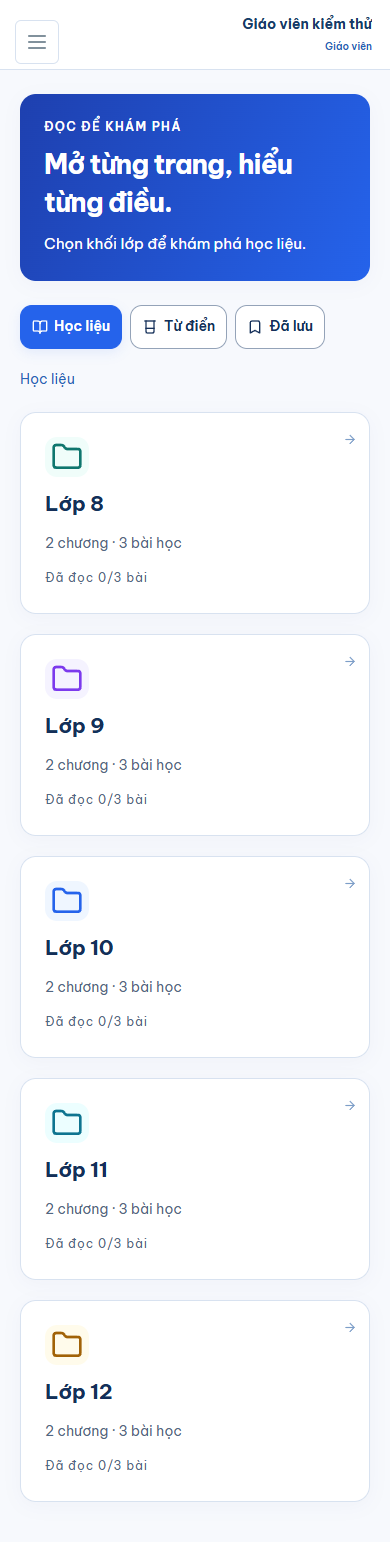 Giáo viên kiểm thử
Giáo viên
ĐỌC ĐỂ KHÁM PHÁ
Mở từng trang, hiểu
từng điều.
Chọn khối lớp để khám phá học liệu.
Học liệu
Từ điển
Đã lưu
Học liệu
Lớp 8
2 chương · 3 bài học
Đã đọc 0/3 bài
Lớp 9
2 chương · 3 bài học
Đã đọc 0/3 bài
Lớp 10
2 chương · 3 bài học
Đã đọc 0/3 bài
Lớp 11
2 chương · 3 bài học
Đã đọc 0/3 bài
Lớp 12
2 chương · 3 bài học
Đã đọc 0/3 bài